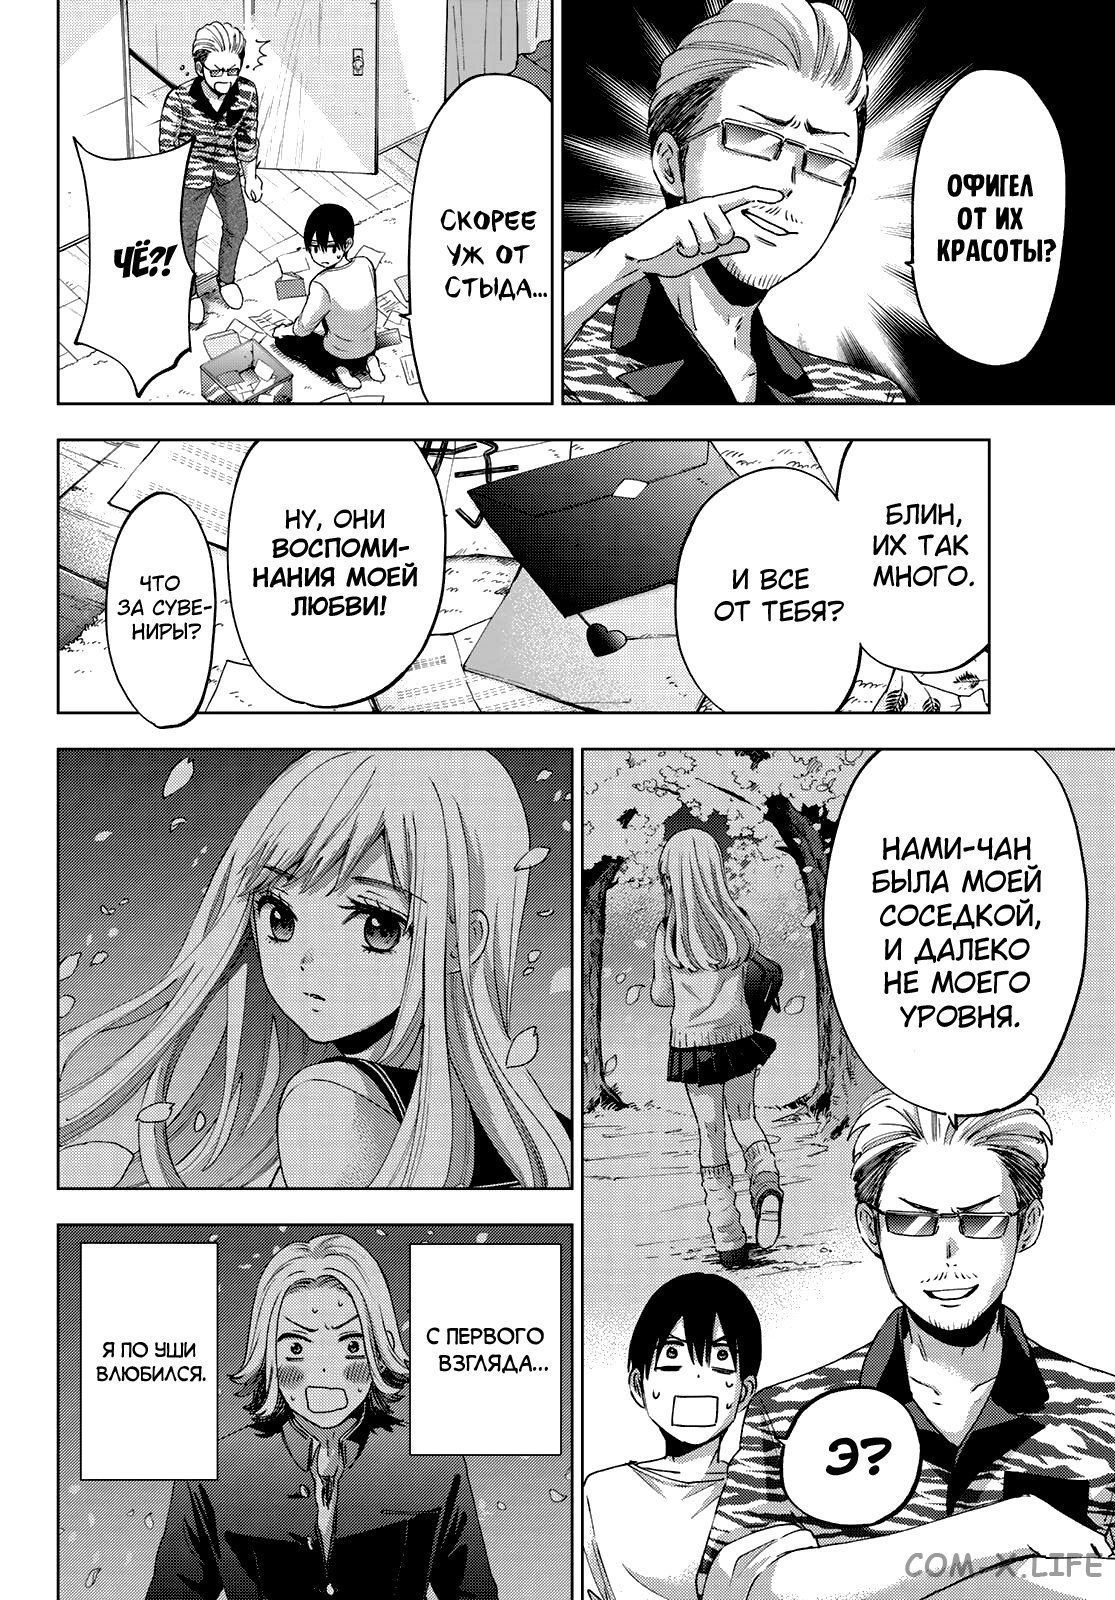 ОФИГЕЛ
ОТ ИХ
КРАСОТЫ?
СКОРЕЕ
УЖ ОТ
СТЫДА...
ЧЁ?!
БЛИН,
ИХ ТАК
МНОГО.
И ВСЕ
ОТ ТЕБЯ?
НУ, ОНИ
ВОСПОМИ-
НАНИЯ МОЕЙ
ЛЮБВИ!
ЧТО
ЗА СУВЕ-
НИРЫ?
НАМИ-ЧАН
БЫЛА МОЕЙ
СОСЕДКОЙ,
И ДАЛЕКО
НЕ МОЕГО
УРОВНЯ.
Э?
С ПЕРВОГО
ВЗГЛЯДА...
Я ПО УШИ
ВЛЮБИЛСЯ.
COM-X.LIFE